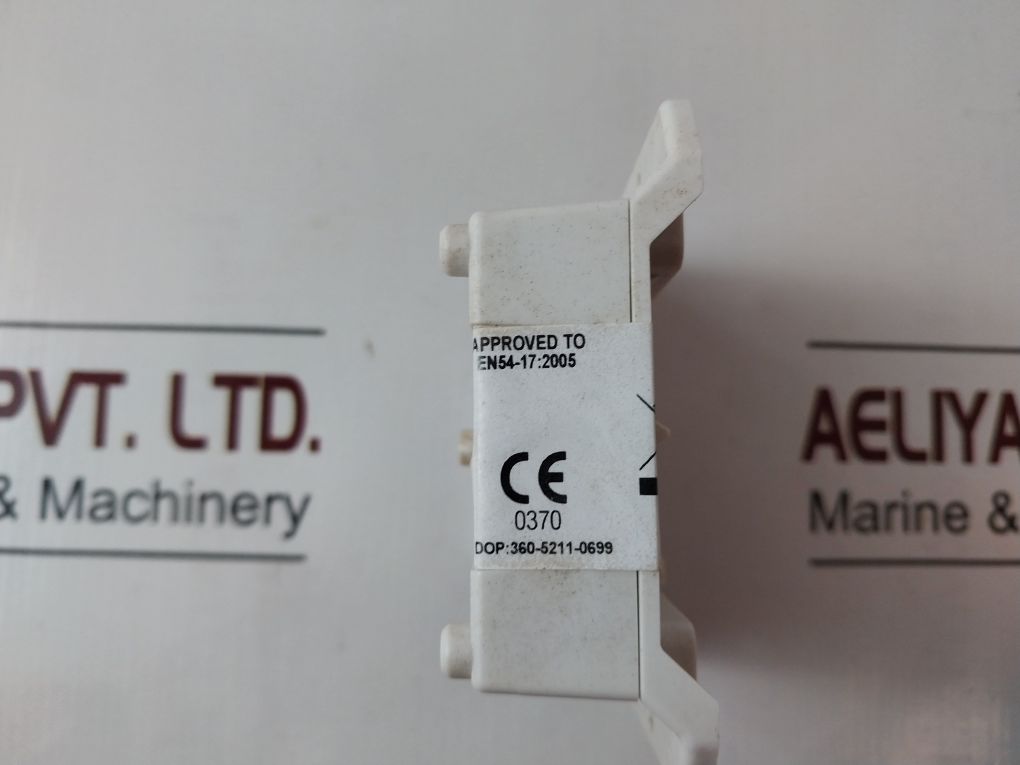 APPROVED TO
EN54-17:2005
CE
0370
DOP:360-5211-0699
PVT. LTD.
& Machinery
AELIYA
Marine &